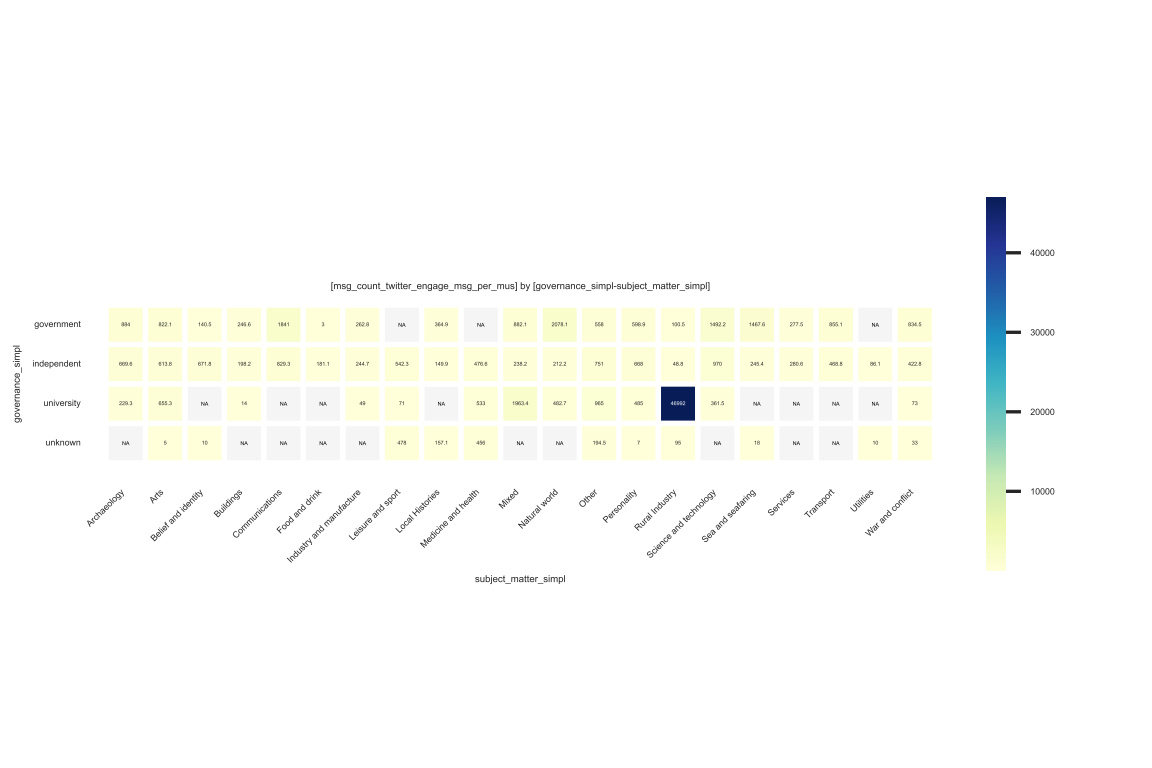 [msg_count_twitter_engage_msg_per_mus] by [governance_simpl-subject_matter_simpl]
governance_simpl
government 884 822.1 140.5 246.6 1841 3 262.8 NA 364.9 NA 882.1 2078.1 558 598.9 100.5 1492.2 1467.6 277.5 855.1 NA 834.5
independent 669.6 613.8 671.8 198.2 829.3 181.1 244.7 542.3 149.9 476.6 238.2 212.2 751 668 48.8 970 245.4 280.6 468.8 86.1 422.8
university 229.3 655.3 NA 14 NA NA 49 71 NA 533 1963.4 482.7 965 485 46992 361.5 NA NA NA NA 73
unknown NA 5 10 NA NA NA NA 478 157.1 456 NA NA 194.5 7 95 NA 18 NA NA 10 33
Archaeology Arts Belief and identity Buildings Communications Food and drink Industry and manufacture Leisure and sport Local Histories Medicine and health Mixed Natural world Other Personality Rural Industry Science and technology Sea and seafaring Services Transport Utilities War and conflict
subject_matter_simpl
40000
30000
20000
10000